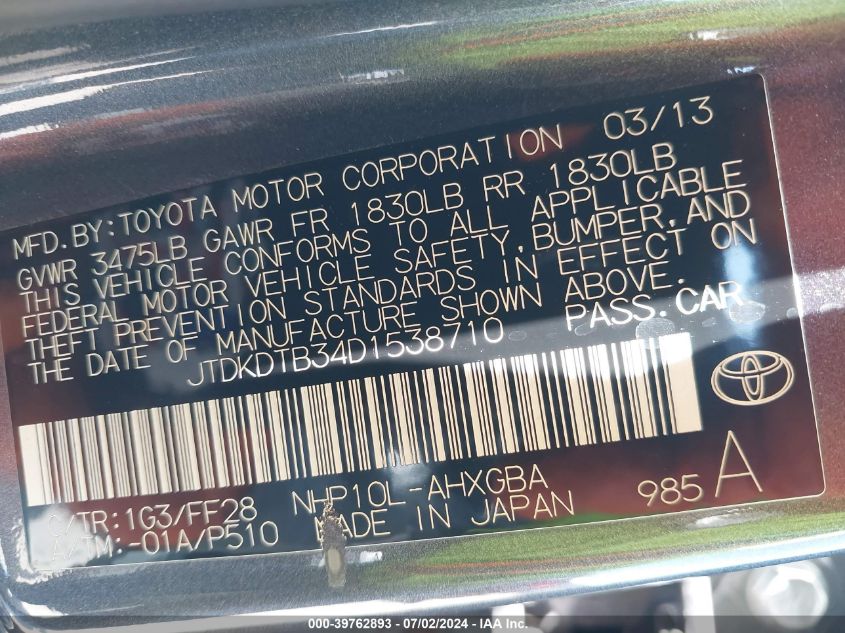 MFD.BY:TOYOTA MOTOR CORPORATION 03/13
GVWR 3475LB GAWR FR 1830LB RR 1830LB
THIS VEHICLE CONFORMS TO ALL APPLICABLE
FEDERAL MOTOR VEHICLE SAFETY,BUMPER,AND
THEFT PREVENTION STANDARDS IN EFFECT ON
THE DATE OF MANUFACTURE SHOWN ABOVE.
JTDKDTB34D1538710 PASS.CAR
C/TR:1G3/FF28 NHP10L-AHXGBA 985 A
A/TM:-01A/P510 MADE IN JAPAN
000-39762893 - 07/02/2024 - IAA Inc.